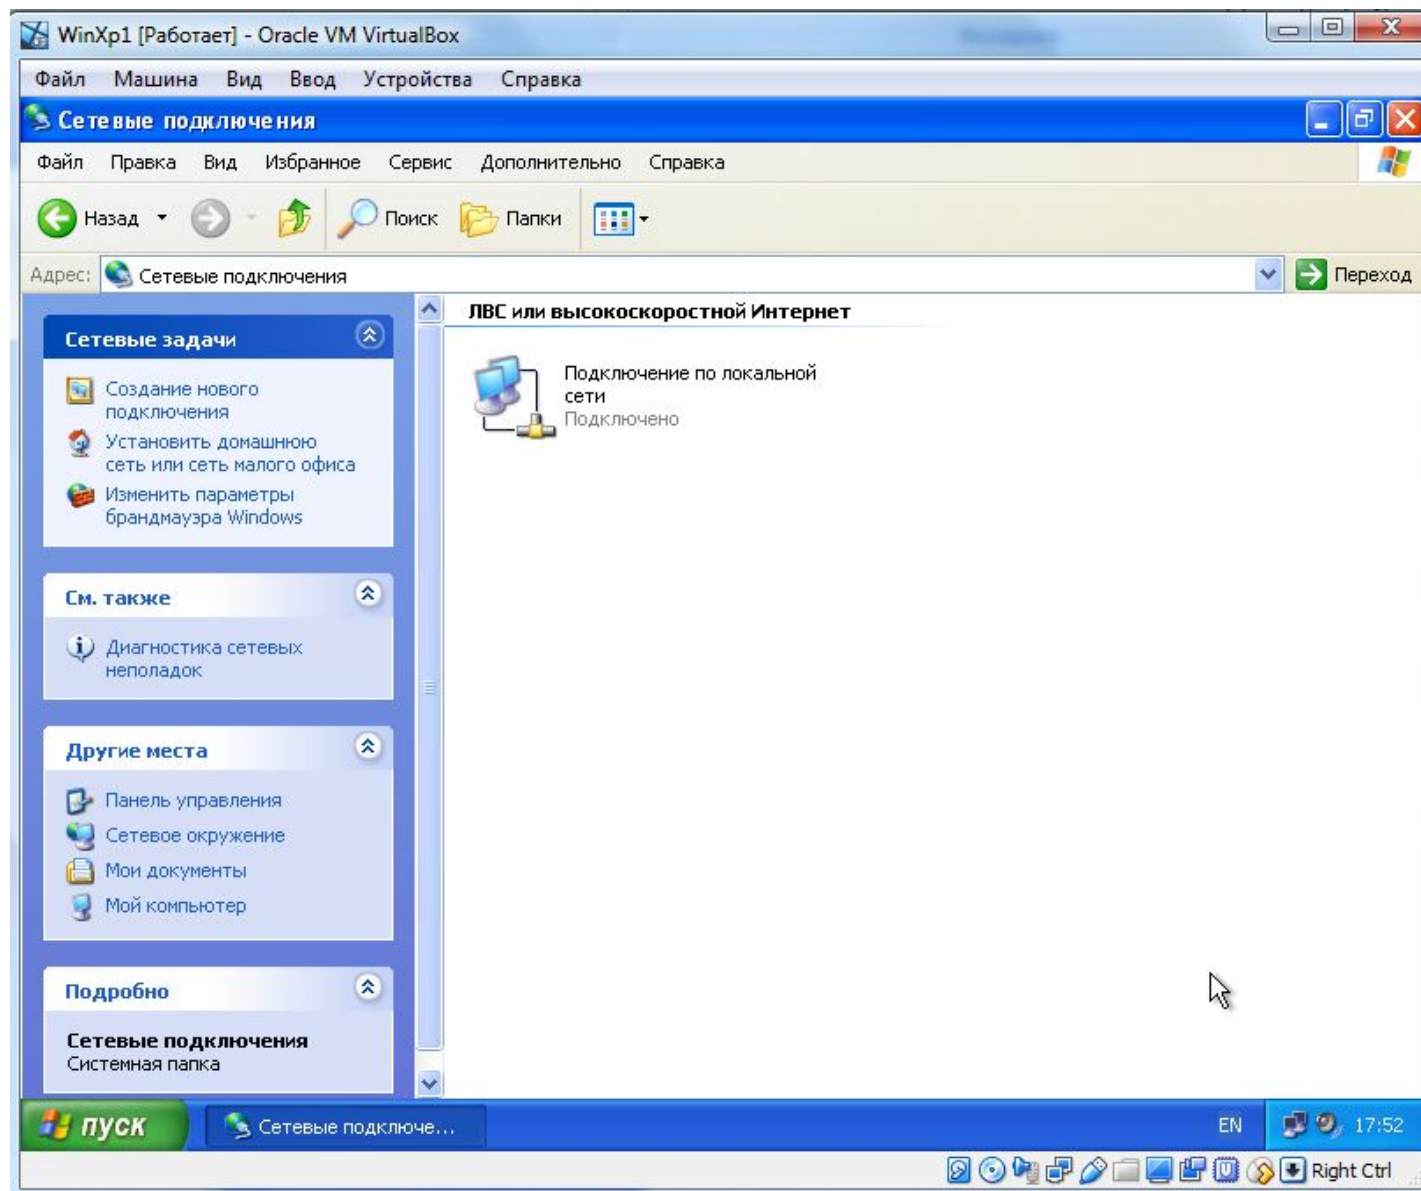 WinXp1 [Работает] - Oracle VM VirtualBox
Файл Машина Вид Ввод Устройства Справка
Сетевые подключения
Файл Правка Вид Избранное Сервис Дополнительно Справка
Назад Поиск Папки
Адрес: Сетевые подключения Переход
Сетевые задачи
Создание нового
подключения
Установить домашнюю
сеть или сеть малого офиса
Изменить параметры
брандмауэра Windows
См. также
Диагностика сетевых
неполадок
Другие места
Панель управления
Сетевое окружение
Мои документы
Мой компьютер
Подробно
Сетевые подключения
Системная папка
ЛВС или высокоскоростной Интернет
Подключение по локальной
сети
Подключено
пуск Сетевые подключе... EN 17:52
Right Ctrl